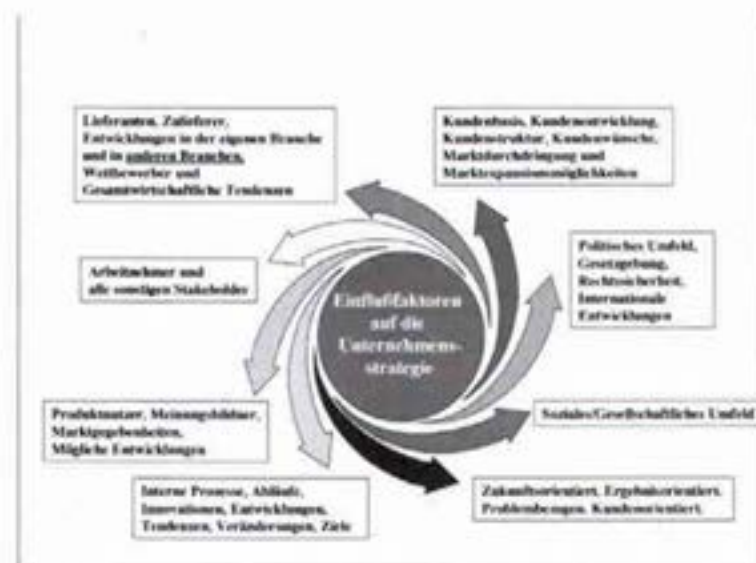 Lieferanten, Zulieferer,
Entwicklungen in der eigenen Branche
und in anderen Branchen,
Wettbewerber und
Gesamtwirtschaftliche Tendenzen
Kundenbasis, Kundenentwicklung,
Kundenstruktur, Kundenwünsche,
Marktdurchdringung und
Marktexpansionsmöglichkeiten
Arbeitnehmer und
alle sonstigen Stakeholder
Politisches Umfeld,
Gesetzgebung,
Rechtssicherheit,
Internationale
Entwicklungen
Einflußfaktoren
auf die
Unternehmens-
strategie
Produktnutzer, Meinungsbildner,
Marktgegebenheiten,
Mögliche Entwicklungen
Soziales/Gesellschaftliches Umfeld
Interne Prozesse, Abläufe,
Innovationen, Entwicklungen,
Tendenzen, Veränderungen, Ziele
Zukunftsorientiert, Ergebnisorientiert,
Problembezogen, Kundenorientiert,